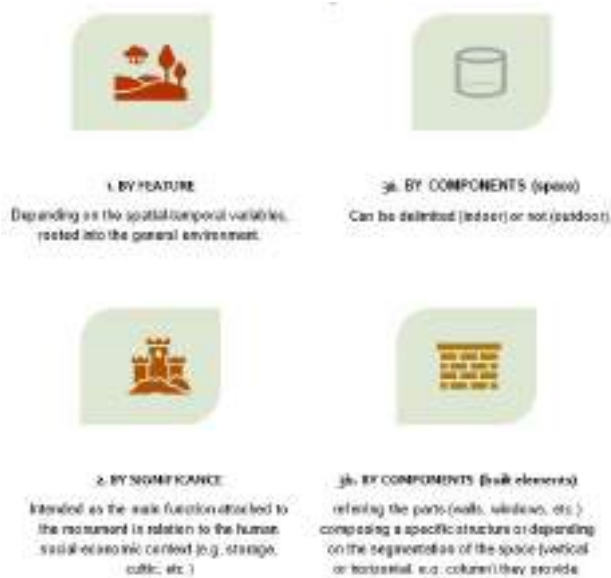 1. BY FEATURE
Depending on the spatial-temporal variables,
rooted into the general environment.
3a. BY COMPONENTS (space)
Can be delimited (indoor) or not (outdoor)
2. BY SIGNIFICANCE
Intended as the main function attached to
the monument in relation to the human
social-economic context (e.g. storage,
cultic, etc.)
3b. BY COMPONENTS (built elements)
referring the parts (walls, windows, etc.)
composing a specific structure or depending
on the segmentation of the space (vertical
or horizontal, e.g. column) they provide